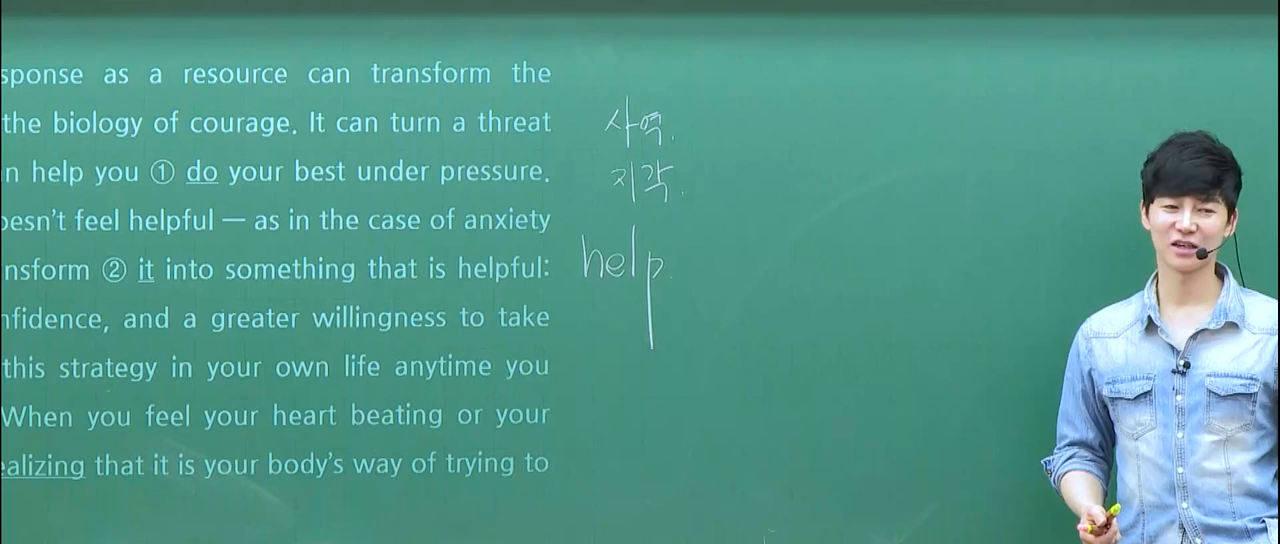 sponse as a resource can transform the
the biology of courage. It can turn a threat
n help you ① do your best under pressure.
esn't feel helpful — as in the case of anxiety
nsform ② it into something that is helpful:
nfidence, and a greater willingness to take
this strategy in your own life anytime you
When you feel your heart beating or your
ealizing that it is your body's way of trying to
사역.
지각.
help.